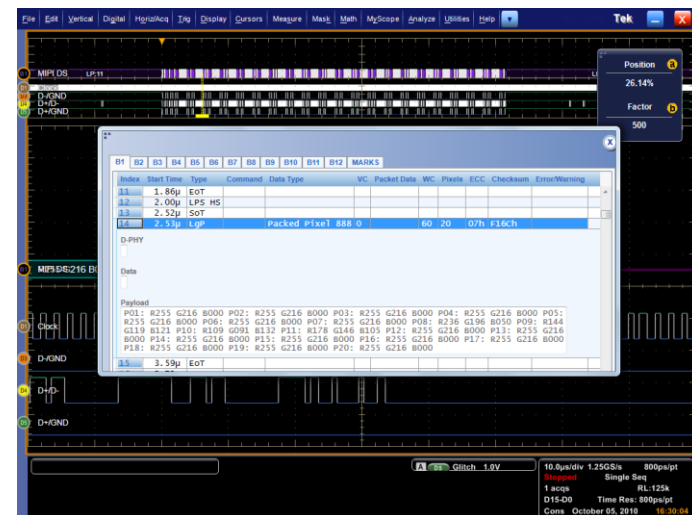 File Edit Vertical Digital Horiz/Acq Trig Display Cursors Measure Mask Math MyScope Analyze Utilities Help Tek X
Position a
26.14%
Factor b
500
B1 MIPI DS LP:11
D-/GND
D+/D-
D+/GND
X
B1 B2 B3 B4 B5 B6 B7 B8 B9 B10 B11 B12 MARKS
Index Start Time Type Command Data Type VC Packet Data WC Pixels ECC Checksum Error/Warning
11 1.86µ EoT
12 2.00µ LPS HS
13 2.52µ SoT
14 2.53µ LgP Packed Pixel 888 0 60 20 07h F16Ch
D-PHY
Data
Payload
P01: R255 G216 B000 P02: R255 G216 B000 P03: R255 G216 B000 P04: R255 G216 B000 P05:
R255 G216 B000 P06: R255 G216 B000 P07: R255 G216 B000 P08: R236 G196 B050 P09: R144
G119 B121 P10: R109 G091 B132 P11: R178 G146 B105 P12: R255 G216 B000 P13: R255 G216
B000 P14: R255 G216 B000 P15: R255 G216 B000 P16: R255 G216 B000 P17: R255 G216 B000
P18: R255 G216 B000 P19: R255 G216 B000 P20: R255 G216 B000
15 3.59µ EoT
D1 Clock
D3 D-/GND
D4 D+/D-
D5 D+/GND
A D5 Glitch 1.0V
10.0µs/div 1.25GS/s 800ps/pt
Stopped Single Seq
1 acqs RL:125k
D15-D0 Time Res: 800ps/pt
Cons October 05, 2010 16:30:04